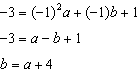 −3 = (−1)²a + (−1)b + 1
−3 = a − b + 1
b = a + 4